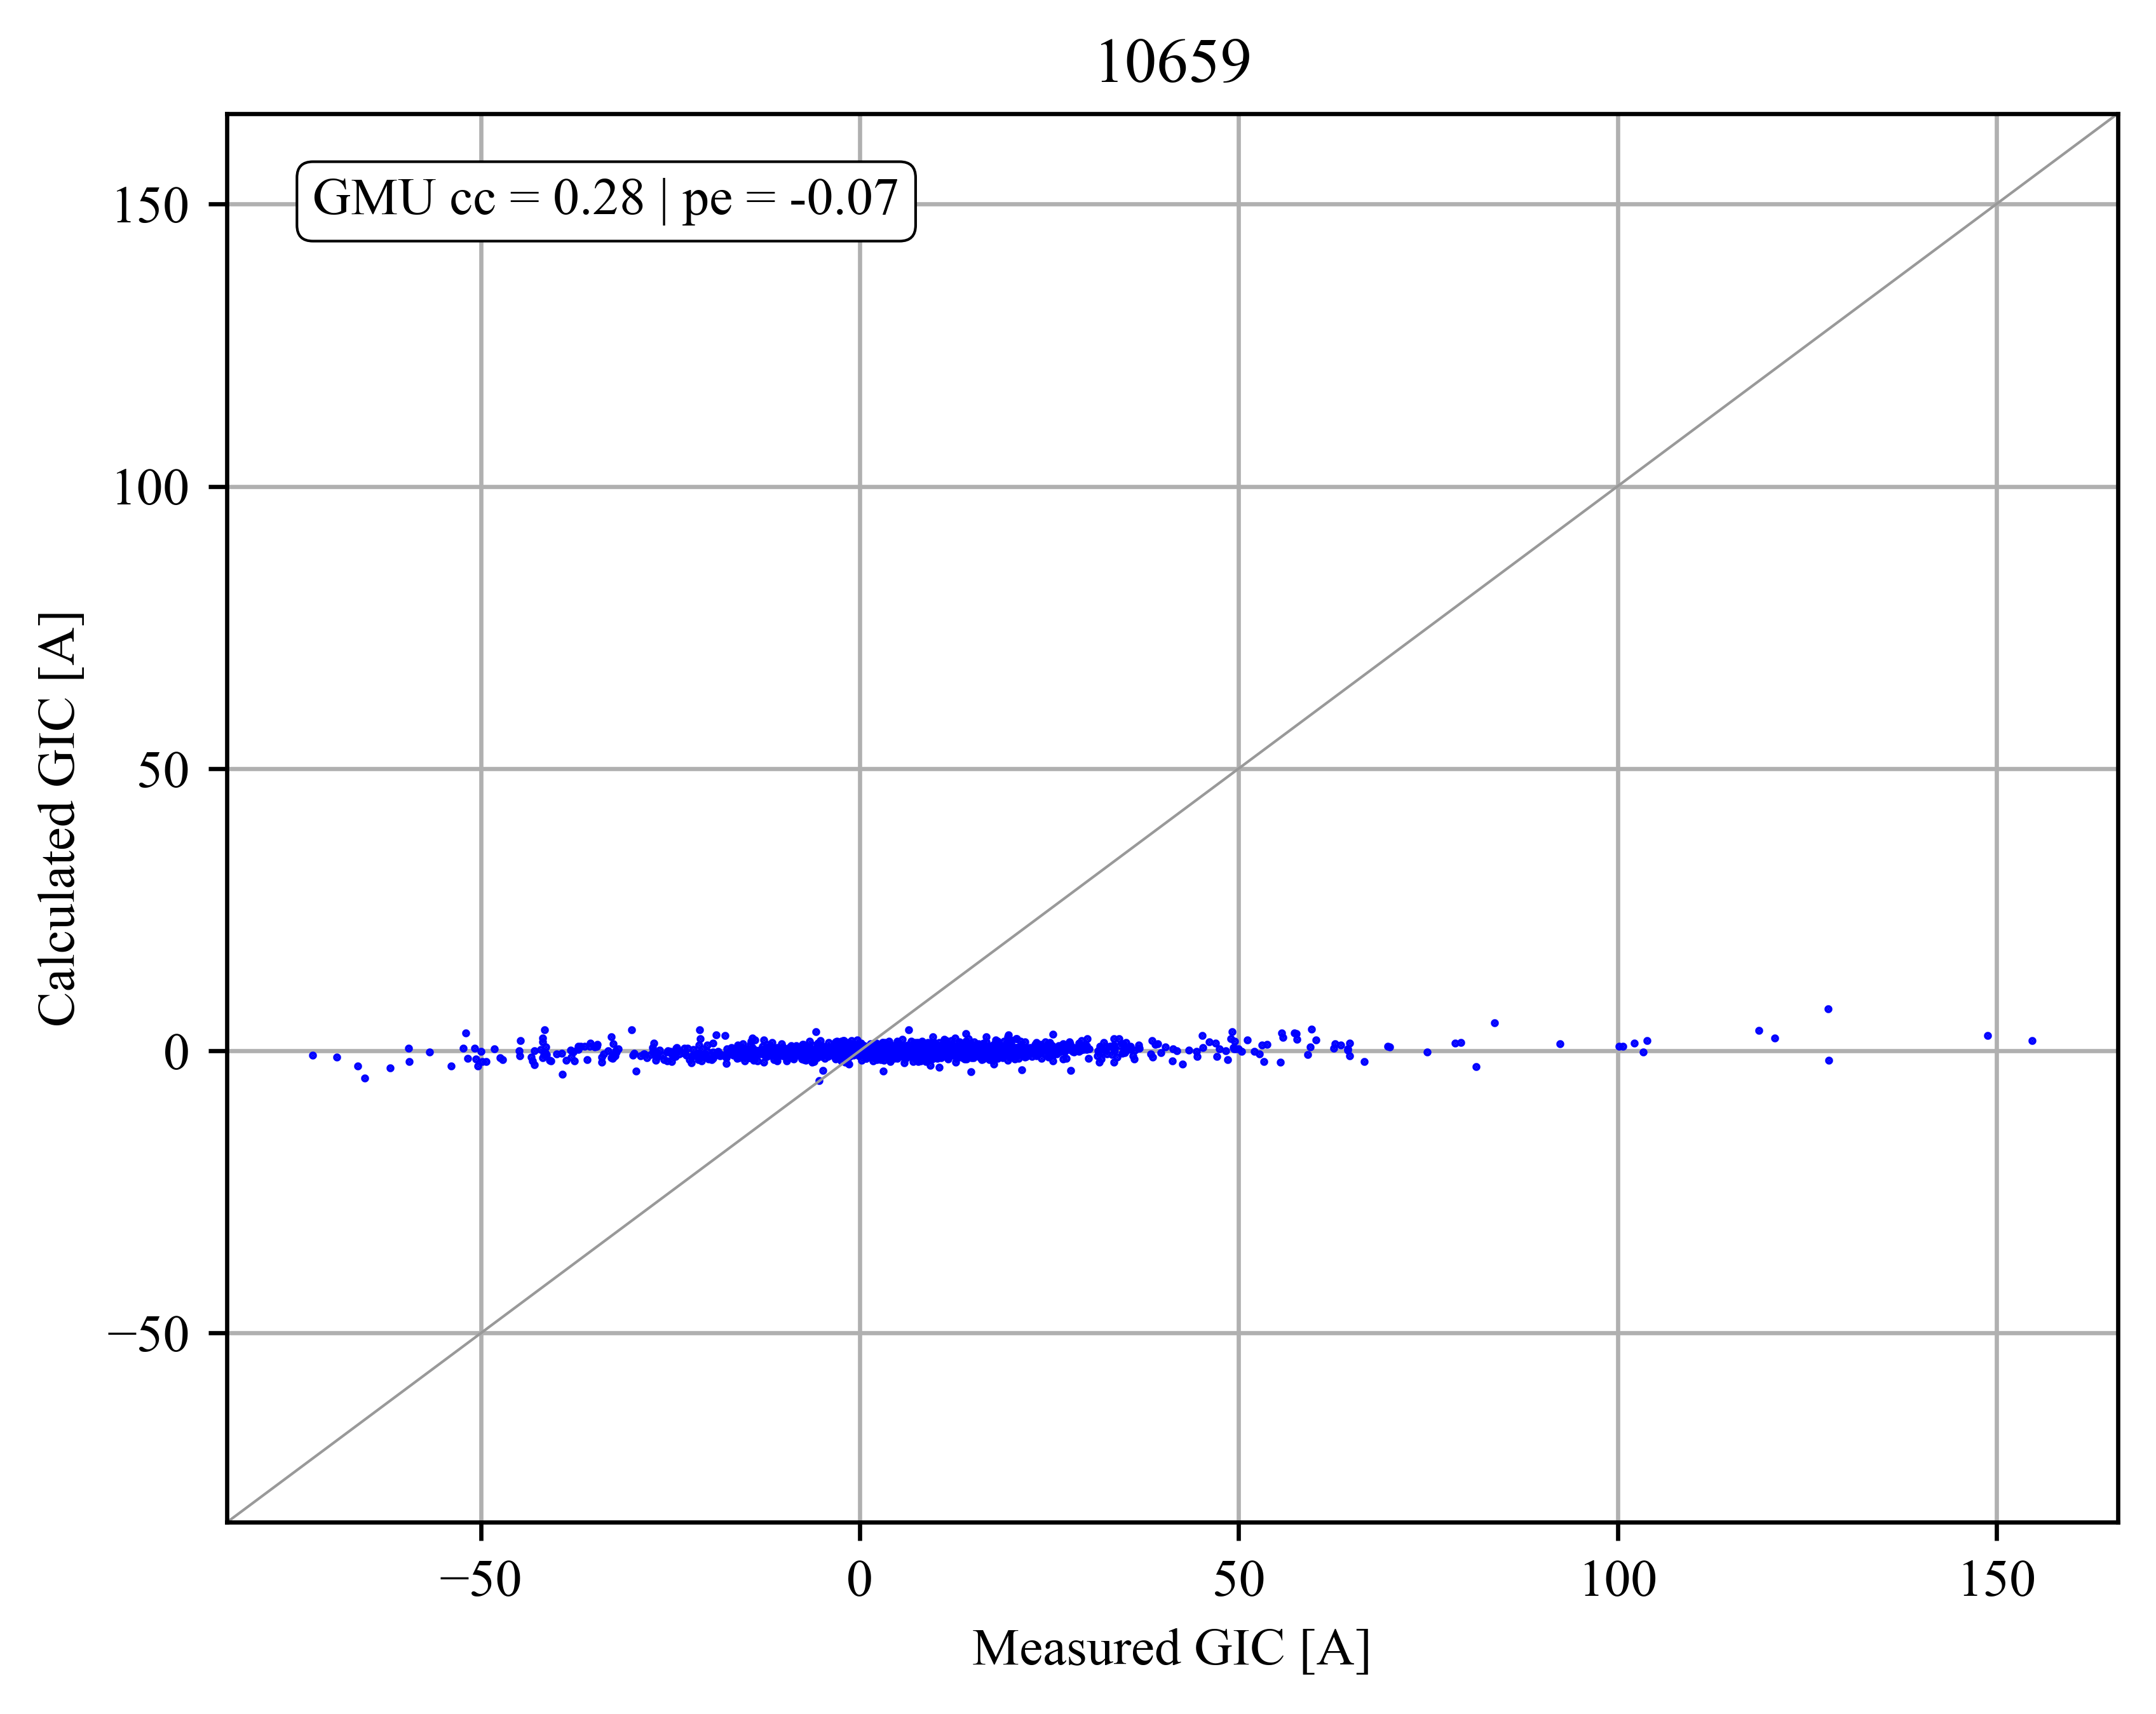 10659
GMU cc = 0.28 | pe = -0.07
150
100
50
0
−50
Calculated GIC [A]
−50 0 50 100 150
Measured GIC [A]